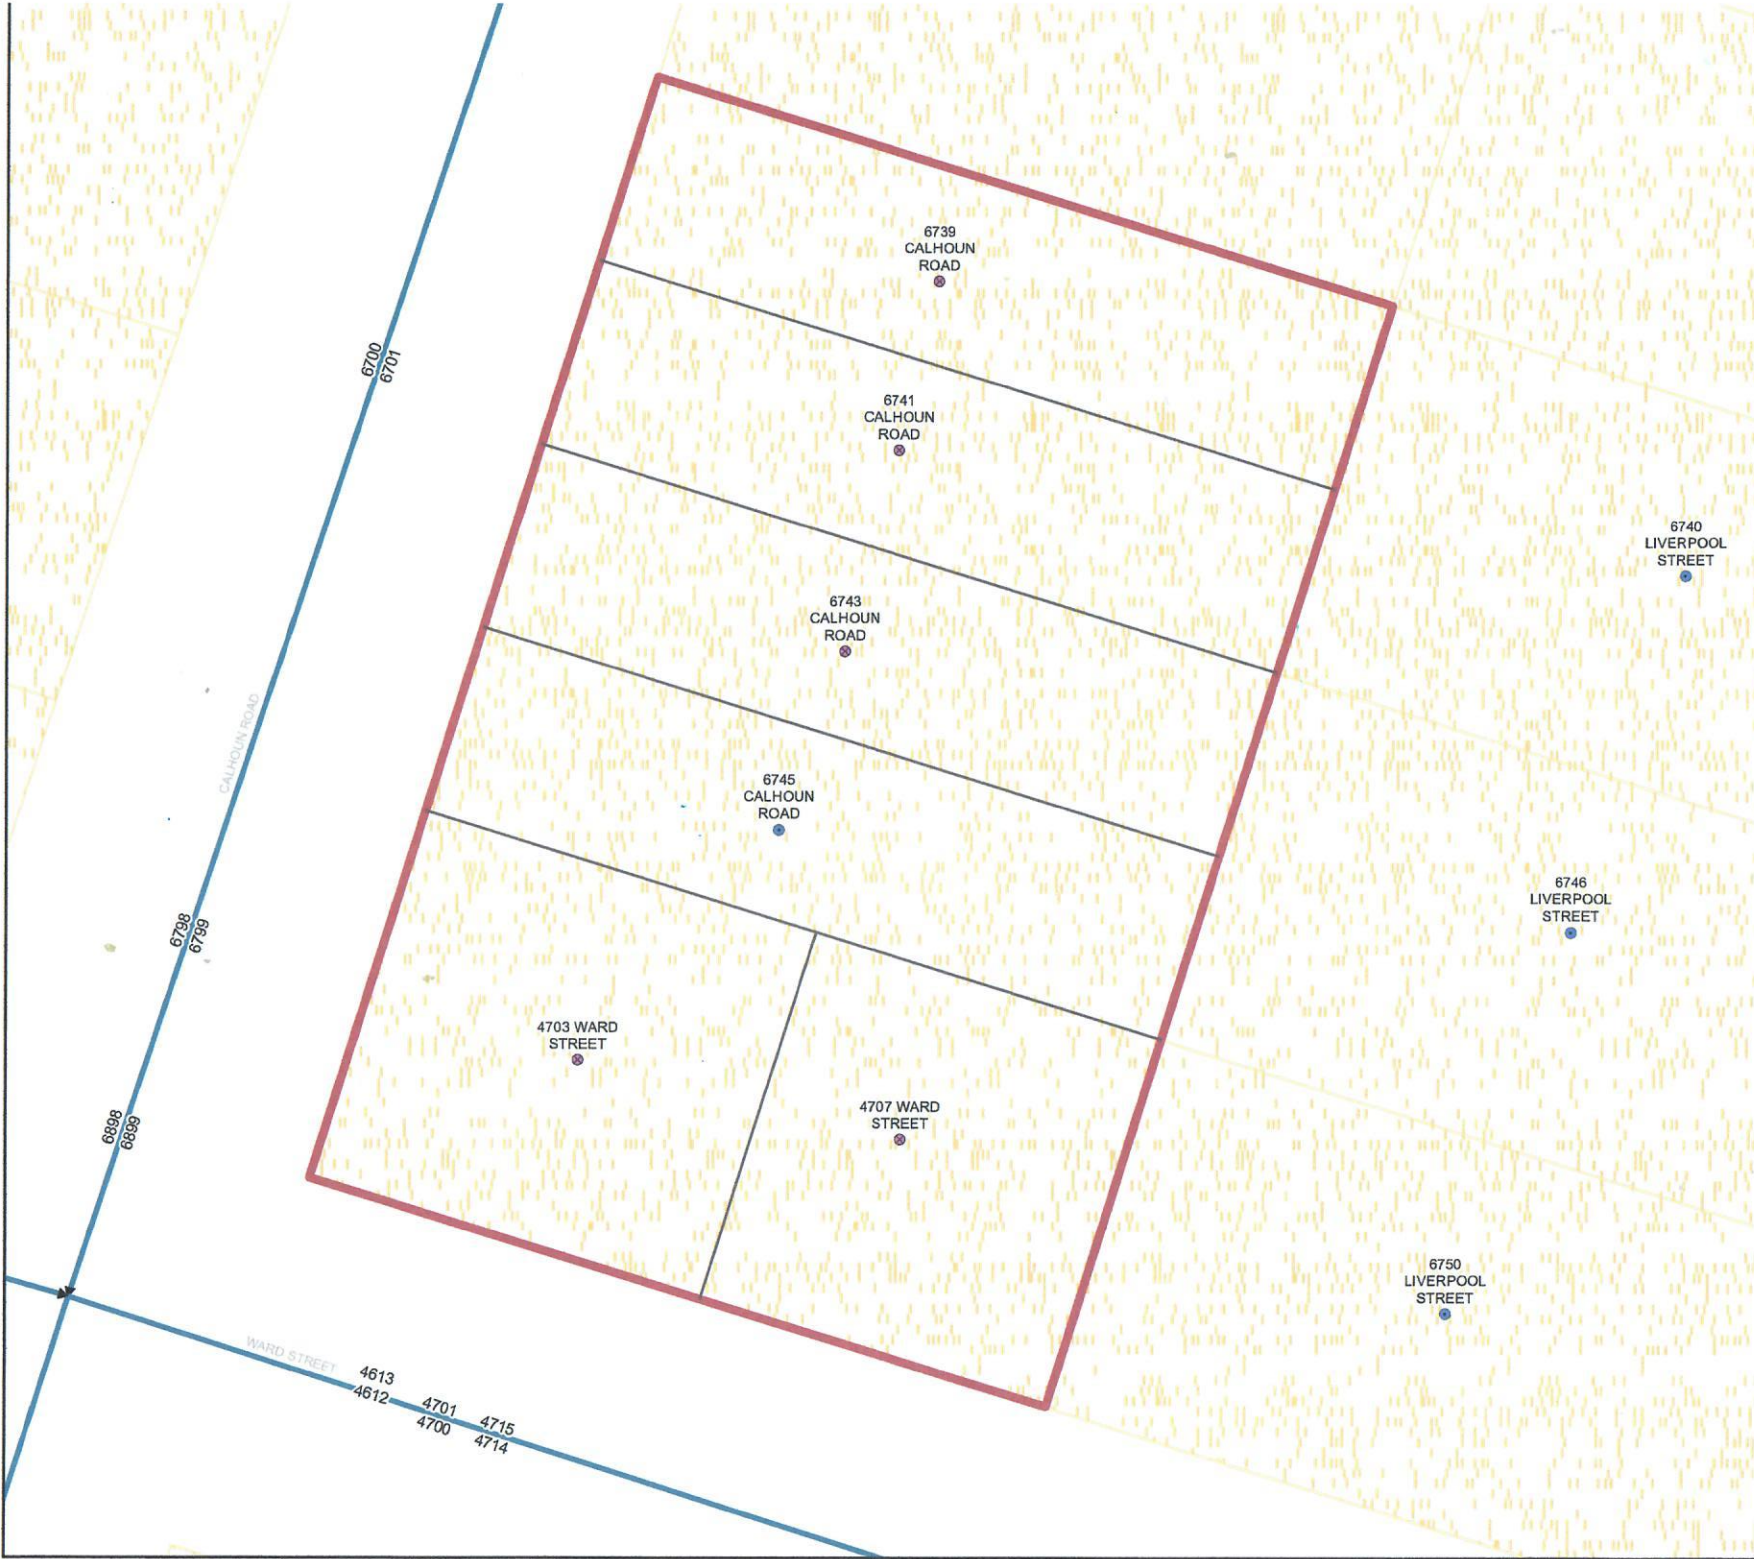 6739
CALHOUN
ROAD
6700
6701
6741
CALHOUN
ROAD
6740
LIVERPOOL
STREET
6743
CALHOUN
ROAD
CALHOUN ROAD
6745
CALHOUN
ROAD
6746
LIVERPOOL
STREET
6798
6799
4703 WARD
STREET
4707 WARD
STREET
6898
6899
6750
LIVERPOOL
STREET
WARD STREET
4613
4612
4701
4700
4715
4714